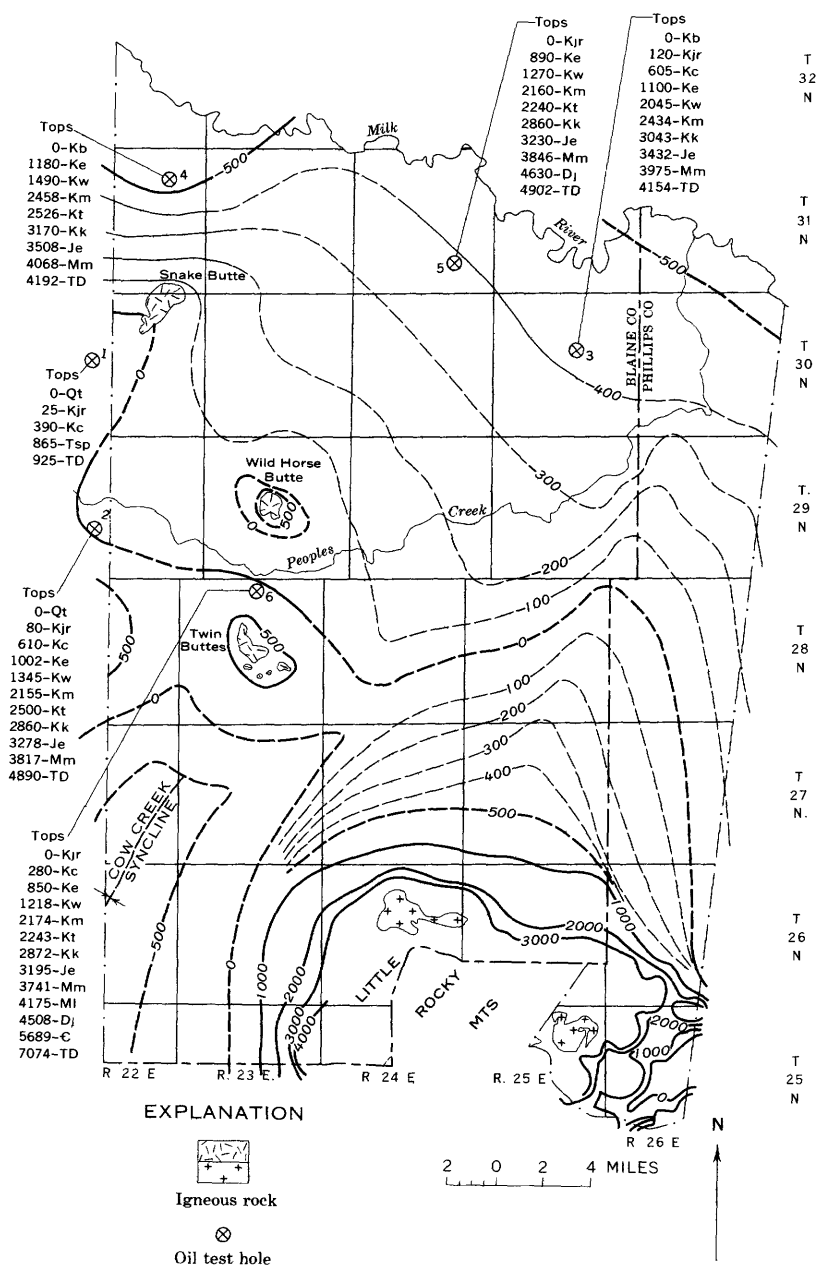 Tops
0-Kjr
890-Ke
1270-Kw
2160-Km
2240-Kt
2860-Kk
3230-Je
3846-Mm
4630-Dj
4902-TD
Tops
0-Kb
120-Kjr
605-Kc
1100-Ke
2045-Kw
2434-Km
3043-Kk
3432-Je
3975-Mm
4154-TD
T
32
N
Tops
0-Kb
1180-Ke
1490-Kw
2458-Km
2526-Kt
3170-Kk
3508-Je
4068-Mm
4192-TD
Milk
River
500
4
5
3
T
31
N
500
Snake Butte
1
0
Tops
0-Qt
25-Kjr
390-Kc
865-Tsp
925-TD
BLAINE CO
PHILLIPS CO
400
T
30
N
Wild Horse
Butte
0
500
300
Creek
Peoples
2
200
100
0
T.
29
N
Tops
0-Qt
80-Kjr
610-Kc
1002-Ke
1345-Kw
2155-Km
2500-Kt
2860-Kk
3278-Je
3817-Mm
4890-TD
500
6
Twin
Buttes
500
0
100
200
300
400
500
T
28
N
COW CREEK
SYNCLINE
T
27
N.
Tops
0-Kjr
280-Kc
850-Ke
1218-Kw
2174-Km
2243-Kt
2872-Kk
3195-Je
3741-Mm
4175-Ml
4508-Dj
5689-Є
7074-TD
500
0
1000
2000
3000
4000
1000
2000
3000
LITTLE
ROCKY
MTS
T
26
N
2000
1000
0
T
25
N
R 22 E
R. 23 E.
R 24 E
R. 25 E
R 26 E
EXPLANATION
Igneous rock
Oil test hole
2 0 2 4 MILES
N